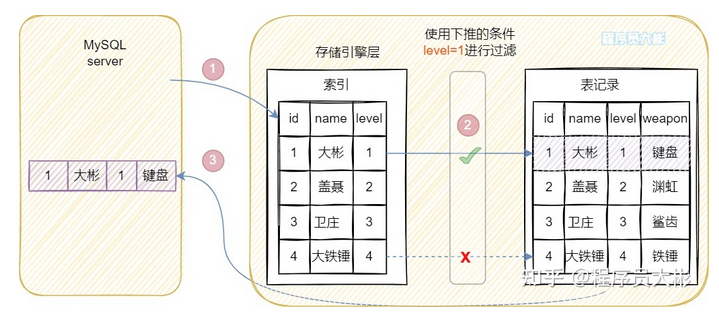 MySQL
server
1
3
1 大彬 1 键盘
存储引擎层
使用下推的条件
level=1进行过滤
程序员大彬
索引
id name level
1 大彬 1
2 盖聂 2
3 卫庄 3
4 大铁锤 4
2
X
表记录
id name level weapon
1 大彬 1 键盘
2 盖聂 2 渊虹
3 卫庄 3 鲨齿
4 大铁锤 4 铁锤
知乎 @程序员大彬